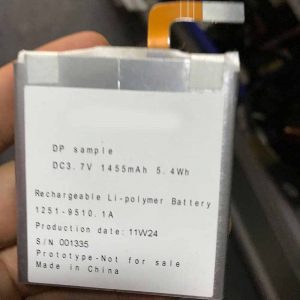 DP sample
DC3.7V 1455mAh 5.4Wh
Rechargeable Li-polymer Battery
1251-9510.1A
Production date: 11W24
S/N 001335
Prototype-Not for sale
Made in China